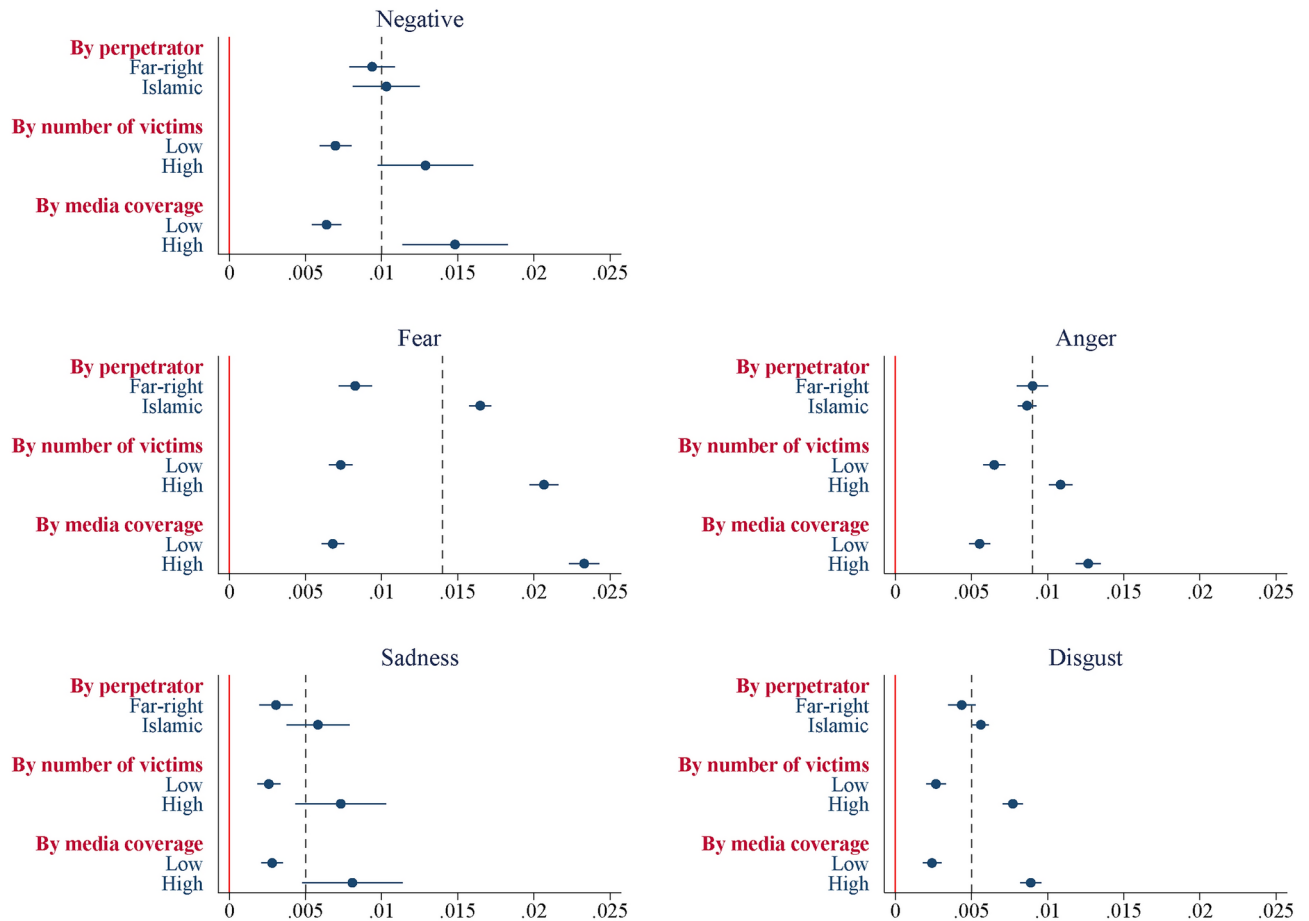 Negative
By perpetrator
Far-right
Islamic
By number of victims
Low
High
By media coverage
Low
High
0 .005 .01 .015 .02 .025
Fear
By perpetrator
Far-right
Islamic
By number of victims
Low
High
By media coverage
Low
High
0 .005 .01 .015 .02 .025
Anger
By perpetrator
Far-right
Islamic
By number of victims
Low
High
By media coverage
Low
High
0 .005 .01 .015 .02 .025
Sadness
By perpetrator
Far-right
Islamic
By number of victims
Low
High
By media coverage
Low
High
0 .005 .01 .015 .02 .025
Disgust
By perpetrator
Far-right
Islamic
By number of victims
Low
High
By media coverage
Low
High
0 .005 .01 .015 .02 .025